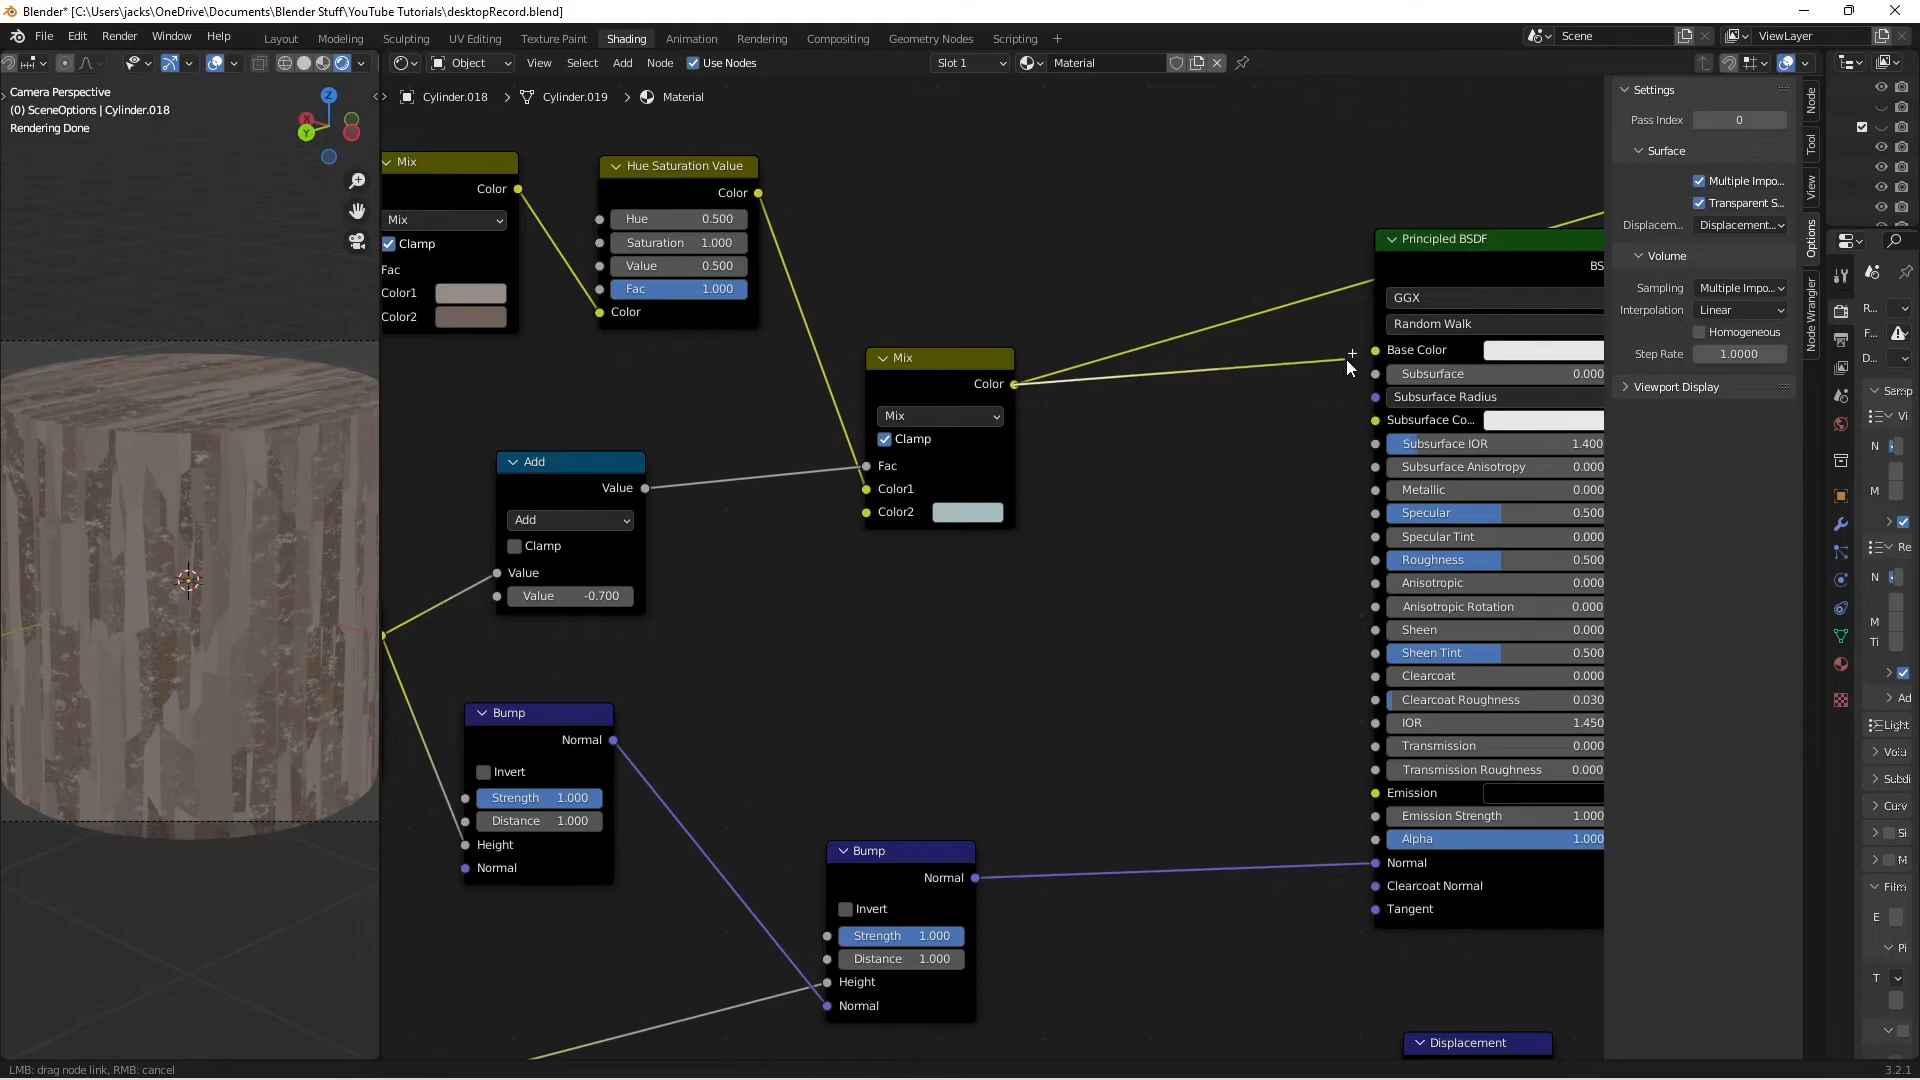 Blender* [C:\Users\jacks\OneDrive\Documents\Blender Stuff\YouTube Tutorials\desktopRecord.blend]
File Edit Render Window Help Layout Modeling Sculpting UV Editing Texture Paint Shading Animation Rendering Compositing Geometry Nodes Scripting + Scene ViewLayer
Object View Select Add Node Use Nodes Slot 1 Material
Camera Perspective
(0) SceneOptions | Cylinder.018
Rendering Done
Z
X
Y
Cylinder.018 > Cylinder.019 > Material
Mix
Color
Mix
Clamp
Fac
Color1
Color2
Hue Saturation Value
Color
Hue 0.500
Saturation 1.000
Value 0.500
Fac 1.000
Color
Mix
Color
Mix
Clamp
Fac
Color1
Color2
Add
Value
Add
Clamp
Value
Value -0.700
Bump
Normal
Invert
Strength 1.000
Distance 1.000
Height
Normal
Bump
Normal
Invert
Strength 1.000
Distance 1.000
Height
Normal
Principled BSDF
BS
GGX
Random Walk
Base Color
Subsurface 0.000
Subsurface Radius
Subsurface Co...
Subsurface IOR 1.400
Subsurface Anisotropy 0.000
Metallic 0.000
Specular 0.500
Specular Tint 0.000
Roughness 0.500
Anisotropic 0.000
Anisotropic Rotation 0.000
Sheen 0.000
Sheen Tint 0.500
Clearcoat 0.000
Clearcoat Roughness 0.030
IOR 1.450
Transmission 0.000
Transmission Roughness 0.000
Emission
Emission Strength 1.000
Alpha 1.000
Normal
Clearcoat Normal
Tangent
Displacement
Settings
Pass Index 0
Surface
Multiple Impo...
Transparent S...
Displacem... Displacement...
Volume
Sampling Multiple Impo...
Interpolation Linear
Homogeneous
Step Rate 1.0000
Viewport Display
Node
Tool
View
Options
Node Wrangler
R...
F...
D...
Samp
Vi
N
M
Re
N
M
Ti
Ad
Light
Volu
Subdi
Curv
Si
M
Film
E
Pi
T
LMB: drag node link, RMB: cancel
3.2.1